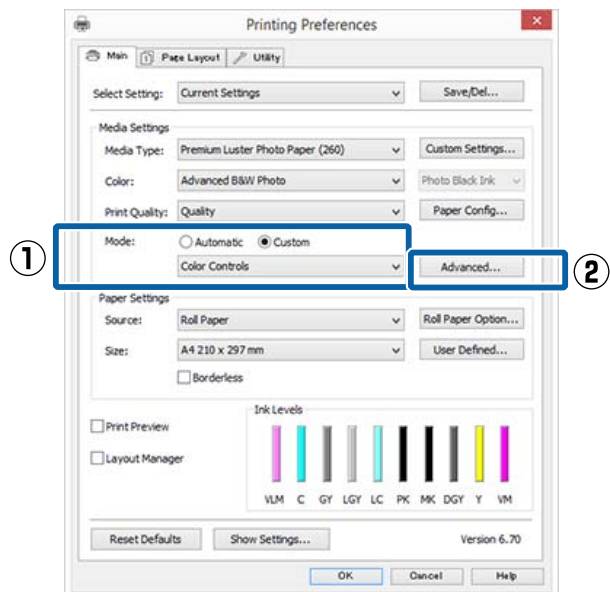 Printing Preferences
Main Page Layout Utility
Select Setting: Current Settings Save/Del...
Media Settings
Media Type: Premium Luster Photo Paper (260) Custom Settings...
Color: Advanced B&W Photo Photo Black Ink
Print Quality: Quality Paper Config...
Mode: Automatic Custom
① Color Controls Advanced... ②
Paper Settings
Source: Roll Paper Roll Paper Option...
Size: A4 210 x 297 mm User Defined...
Borderless
Ink Levels
Print Preview
Layout Manager
VLM C GY LGY LC PK MK DGY Y VM
Reset Defaults Show Settings... Version 6.70
OK Cancel Help